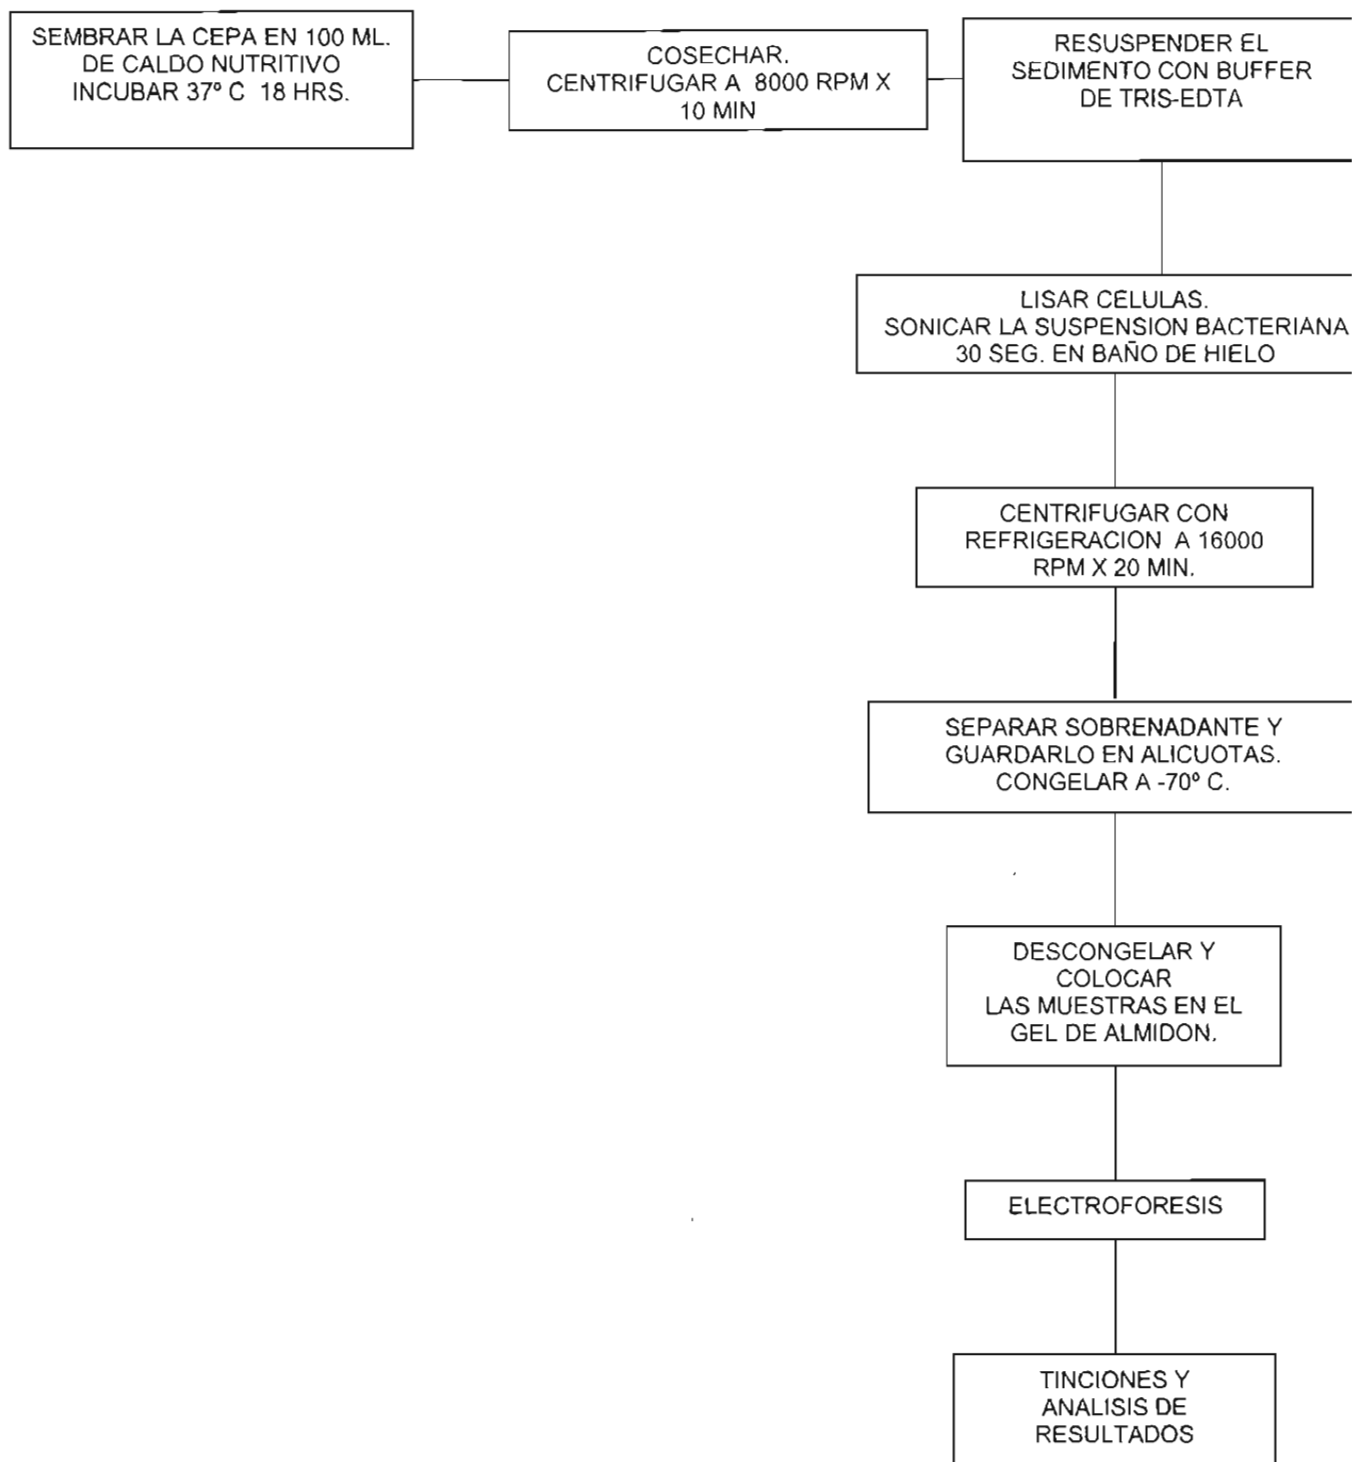 SEMBRAR LA CEPA EN 100 ML.
DE CALDO NUTRITIVO
INCUBAR 37º C 18 HRS.
COSECHAR.
CENTRIFUGAR A 8000 RPM X
10 MIN
RESUSPENDER EL
SEDIMENTO CON BUFFER
DE TRIS-EDTA
LISAR CELULAS.
SONICAR LA SUSPENSION BACTERIANA
30 SEG. EN BAÑO DE HIELO
CENTRIFUGAR CON
REFRIGERACION A 16000
RPM X 20 MIN.
SEPARAR SOBRENADANTE Y
GUARDARLO EN ALICUOTAS.
CONGELAR A -70º C.
DESCONGELAR Y
COLOCAR
LAS MUESTRAS EN EL
GEL DE ALMIDON.
ELECTROFORESIS
TINCIONES Y
ANALISIS DE
RESULTADOS